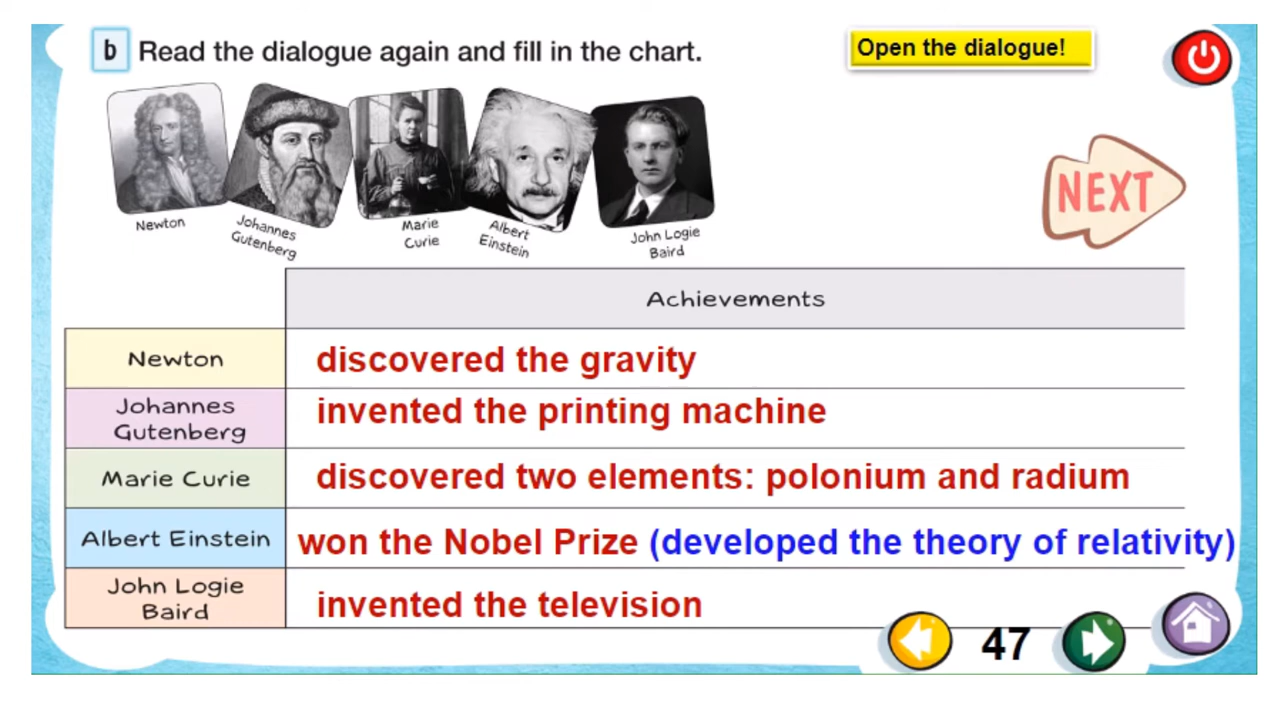 b Read the dialogue again and fill in the chart.
Open the dialogue!
NEXT
Newton
Johannes
Gutenberg
Marie
Curie
Albert
Einstein
John Logie
Baird
Achievements
Newton
discovered the gravity
Johannes
Gutenberg
invented the printing machine
Marie Curie
discovered two elements: polonium and radium
Albert Einstein
won the Nobel Prize (developed the theory of relativity)
John Logie
Baird
invented the television
47